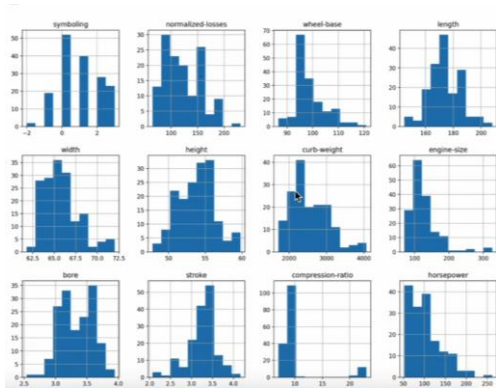 symboling normalized-losses wheel-base length
50 40 30 20 10 0
-2 0 2
30 25 20 15 10 5 0
100 150 200
70 60 50 40 30 20 10 0
90 100 110 120
40 30 20 10 0
160 180 200
width height curb-weight engine-size
35 30 25 20 15 10 5 0
62.5 65.0 67.5 70.0 72.5
35 30 25 20 15 10 5 0
50 55 60
40 30 20 10 0
2000 3000 4000
60 50 40 30 20 10 0
100 200 300
bore stroke compression-ratio horsepower
35 30 25 20 15 10 5 0
2.5 3.0 3.5 4.0
50 40 30 20 10 0
2.0 2.5 3.0 3.5 4.0
100 80 60 40 20 0
10 20
40 30 20 10 0
50 100 150 200 250